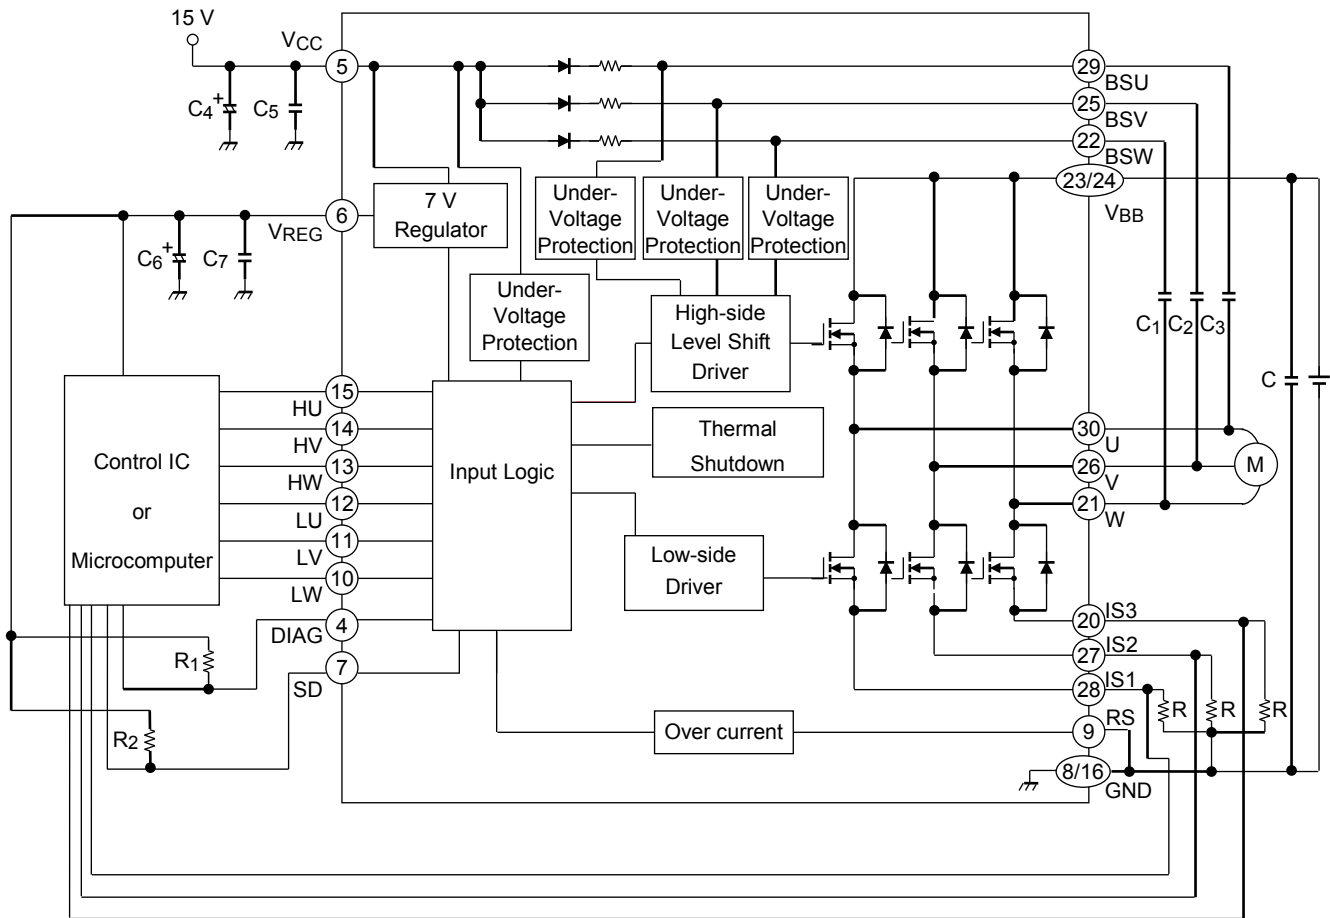 15 V
VCC
5
29
BSU
C4+
C5
25
BSV
22
BSW
23/24
VBB
7 V
Regulator
Under-
Voltage
Protection
Under-
Voltage
Protection
Under-
Voltage
Protection
6
VREG
C6+
C7
Under-
Voltage
Protection
High-side
Level Shift
Driver
C1
C2
C3
C
Control IC
or
Microcomputer
15
HU
14
HV
13
HW
12
LU
11
LV
10
LW
4
DIAG
7
SD
Input Logic
Thermal
Shutdown
Low-side
Driver
30
U
26
V
21
W
M
20
IS3
27
IS2
28
IS1
R
R
R
R1
R2
Over current
9
RS
8/16
GND